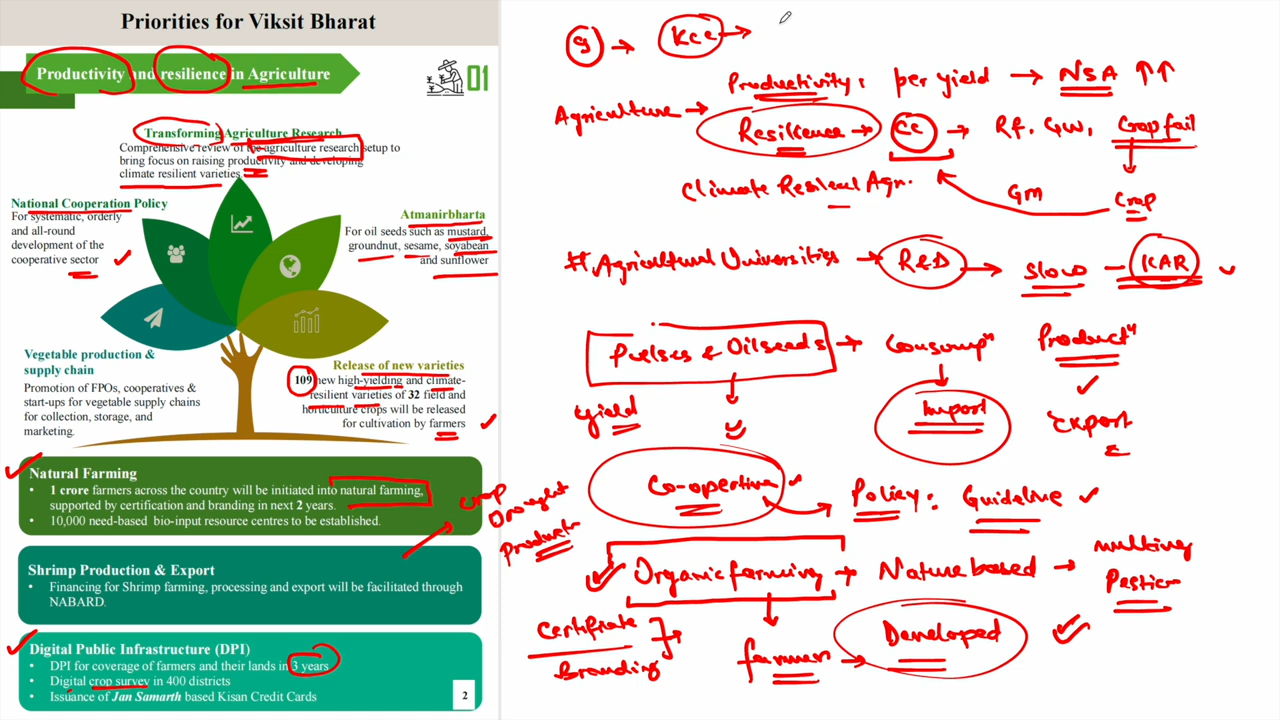 Priorities for Viksit Bharat
Productivity and resilience in Agriculture
01
Transforming Agriculture Research
Comprehensive review of the agriculture research setup to
bring focus on raising productivity and developing
climate resilient varieties.
National Cooperation Policy
For systematic, orderly
and all-round
development of the
cooperative sector
Atmanirbharta
For oil seeds such as mustard,
groundnut, sesame, soyabean
and sunflower
Vegetable production &
supply chain
Promotion of FPOs, cooperatives &
start-ups for vegetable supply chains
for collection, storage, and
marketing.
Release of new varieties
109 new high-yielding and climate-
resilient varieties of 32 field and
horticulture crops will be released
for cultivation by farmers
Natural Farming
• 1 crore farmers across the country will be initiated into natural farming,
supported by certification and branding in next 2 years.
• 10,000 need-based bio-input resource centres to be established.
Shrimp Production & Export
• Financing for Shrimp farming, processing and export will be facilitated through
NABARD.
Digital Public Infrastructure (DPI)
• DPI for coverage of farmers and their lands in 3 years
• Digital crop survey in 400 districts
• Issuance of Jan Samarth based Kisan Credit Cards
2
9 → KCC →
Productivity: per yield → NSA ↑↑
Agriculture →
Resilience → CC → Rf, GW, Crop fail
Climate Resilent Agr.
GM
Crop
# Agricultural Universities → R&D → slow – ICAR
Pulses & Oilseeds → Consumpⁿ Productⁿ
yield
Import
Export
Co-opertive
Policy: Guideline
Crop
Drought
Product
Organic farming → Nature based → mulking
Certifiate
Branding
farmer → Developed